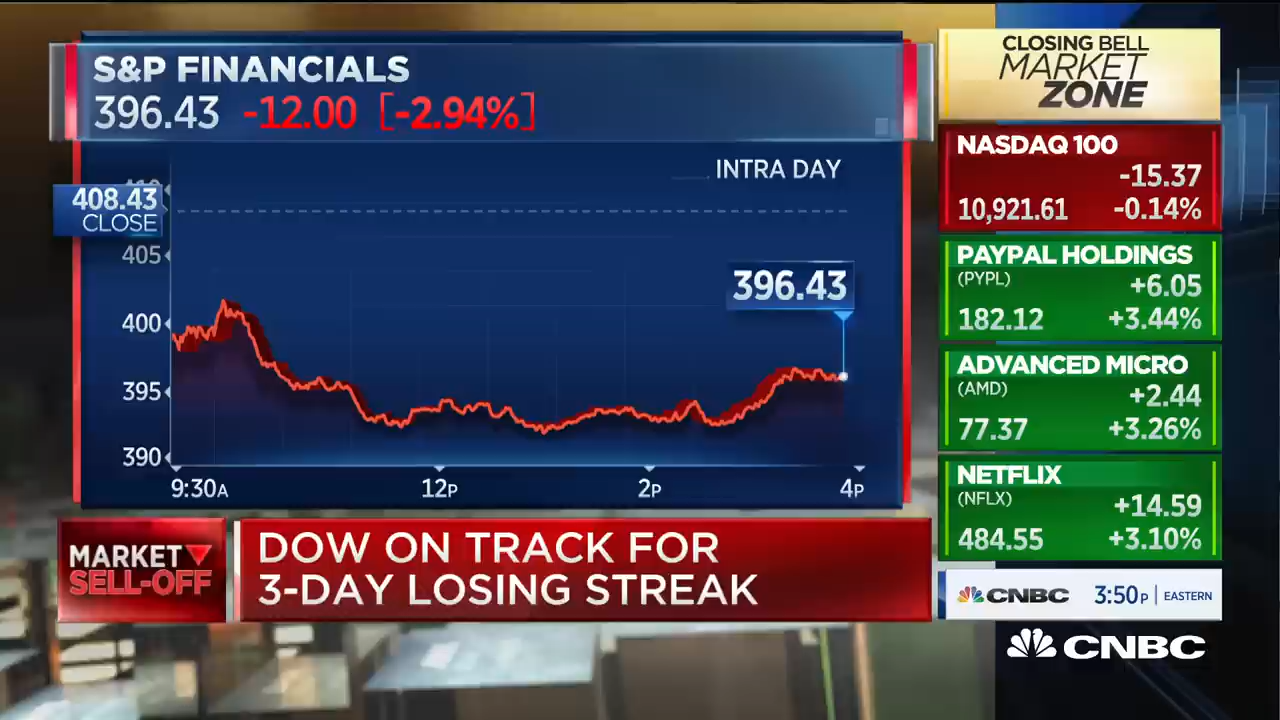 S&P FINANCIALS
396.43 -12.00 [-2.94%]
INTRA DAY
410
408.43
CLOSE
405
400
395
390
396.43
9:30A 12P 2P 4P
MARKET
SELL-OFF
DOW ON TRACK FOR
3-DAY LOSING STREAK
CLOSING BELL
MARKET
ZONE
NASDAQ 100
-15.37
10,921.61 -0.14%
PAYPAL HOLDINGS
(PYPL) +6.05
182.12 +3.44%
ADVANCED MICRO
(AMD) +2.44
77.37 +3.26%
NETFLIX
(NFLX) +14.59
484.55 +3.10%
CNBC 3:50P | EASTERN
CNBC